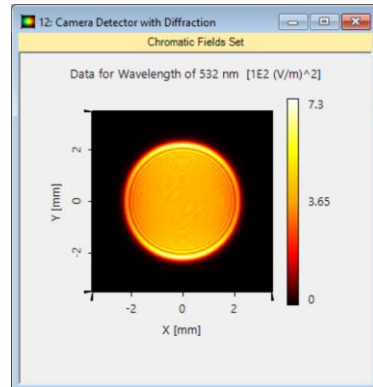 12: Camera Detector with Diffraction
Chromatic Fields Set
Data for Wavelength of 532 nm [1E2 (V/m)^2]
7.3
3.65
0
Y [mm]
2
0
-2
-2 0 2
X [mm]